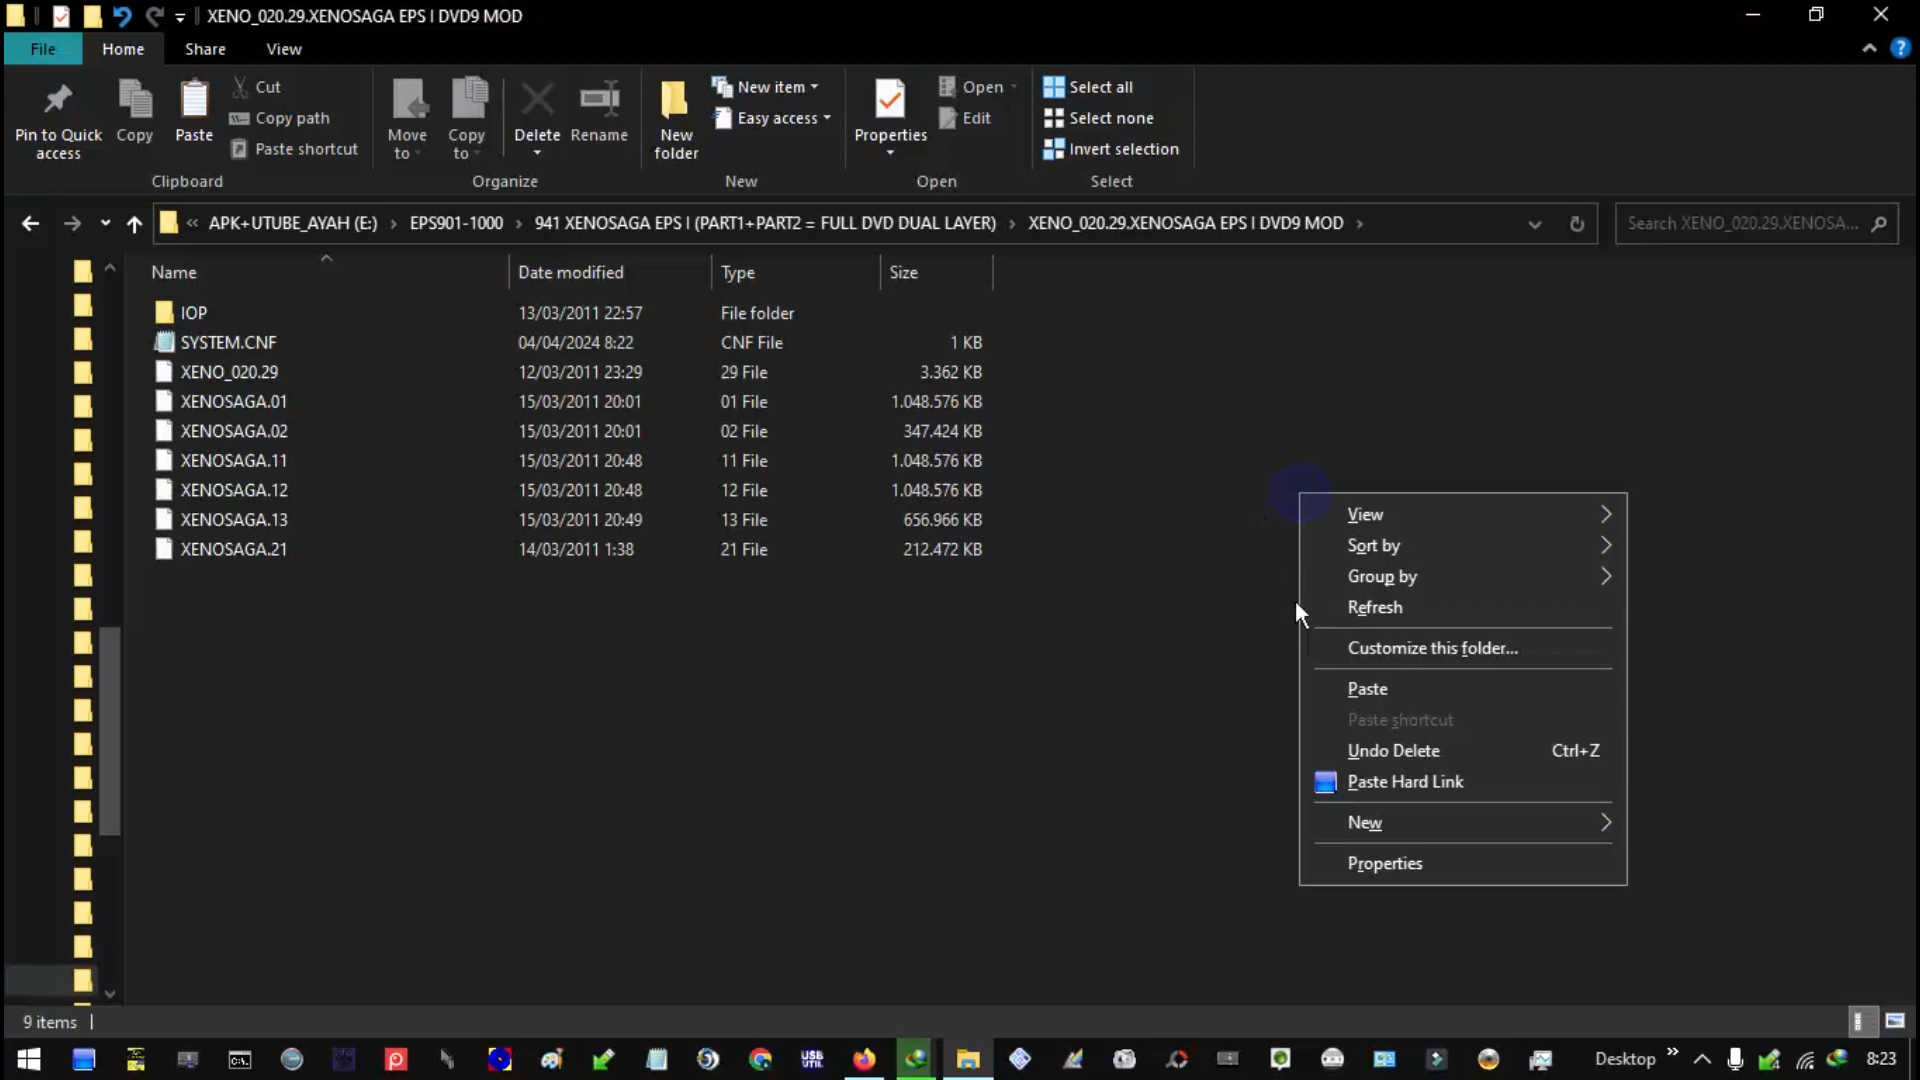 XENO_020.29.XENOSAGA EPS I DVD9 MOD
File Home Share View
Pin to Quick access
Copy
Paste
Cut
Copy path
Paste shortcut
Clipboard
Move to
Copy to
Delete
Rename
Organize
New folder
New item
Easy access
New
Properties
Open
Edit
Open
Select all
Select none
Invert selection
Select
« APK+UTUBE_AYAH (E:) › EPS901-1000 › 941 XENOSAGA EPS I (PART1+PART2 = FULL DVD DUAL LAYER) › XENO_020.29.XENOSAGA EPS I DVD9 MOD ›
Search XENO_020.29.XENOSA...
Name Date modified Type Size
IOP 13/03/2011 22:57 File folder
SYSTEM.CNF 04/04/2024 8:22 CNF File 1 KB
XENO_020.29 12/03/2011 23:29 29 File 3.362 KB
XENOSAGA.01 15/03/2011 20:01 01 File 1.048.576 KB
XENOSAGA.02 15/03/2011 20:01 02 File 347.424 KB
XENOSAGA.11 15/03/2011 20:48 11 File 1.048.576 KB
XENOSAGA.12 15/03/2011 20:48 12 File 1.048.576 KB
XENOSAGA.13 15/03/2011 20:49 13 File 656.966 KB
XENOSAGA.21 14/03/2011 1:38 21 File 212.472 KB
View
Sort by
Group by
Refresh
Customize this folder...
Paste
Paste shortcut
Undo Delete Ctrl+Z
Paste Hard Link
New
Properties
9 items
USB UTIL
Desktop » 8:23